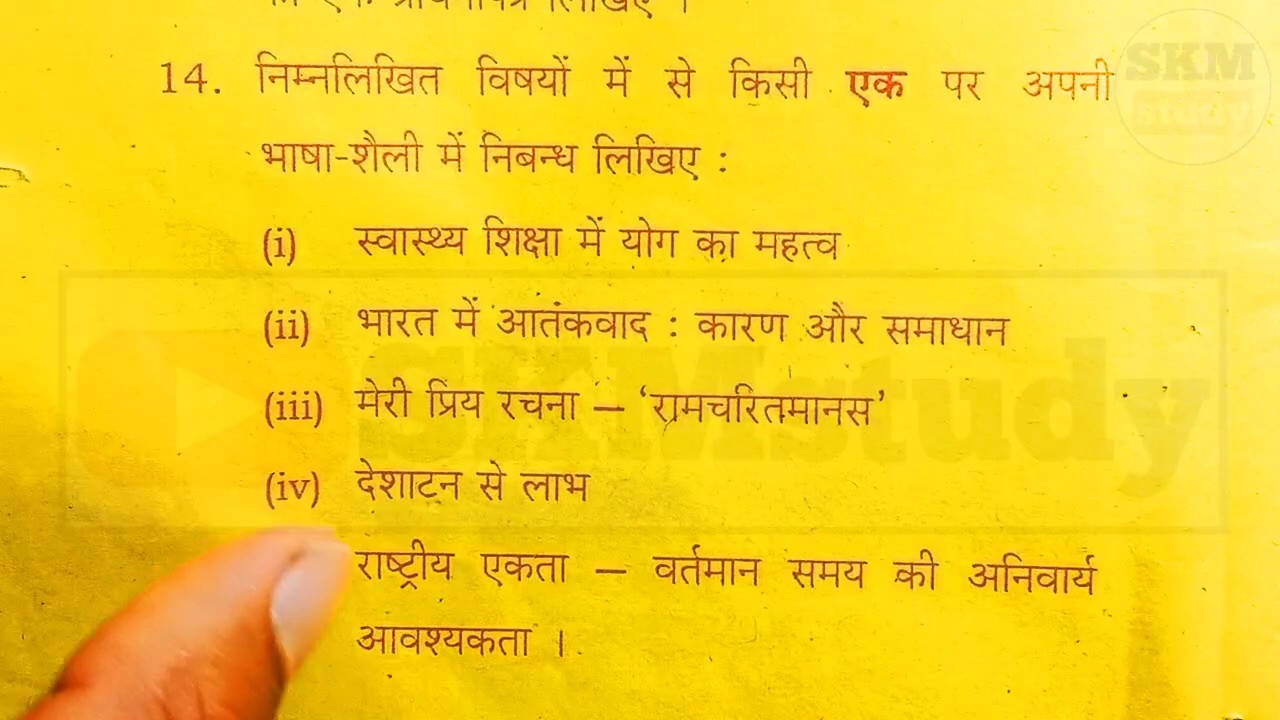 14. निम्नलिखित विषयों में से किसी एक पर अपनी
भाषा-शैली में निबन्ध लिखिए :
(i) स्वास्थ्य शिक्षा में योग का महत्व
(ii) भारत में आतंकवाद : कारण और समाधान
(iii) मेरी प्रिय रचना – ‘रामचरितमानस’
(iv) देशाटन से लाभ
राष्ट्रीय एकता – वर्तमान समय की अनिवार्य
आवश्यकता ।
SKM
study
SKMstudy